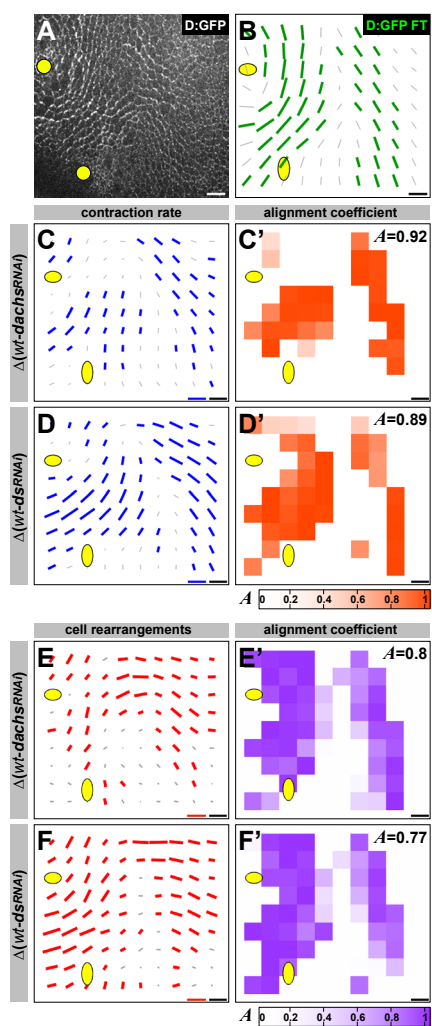 A D:GFP
B D:GFP FT
contraction rate alignment coefficient
Δ(wt-dachsRNAi)
C C' A=0.92
Δ(wt-dsRNAi)
D D' A=0.89
A 0 0.2 0.4 0.6 0.8 1
cell rearrangements alignment coefficient
Δ(wt-dachsRNAi)
E E' A=0.8
Δ(wt-dsRNAi)
F F' A=0.77
A 0 0.2 0.4 0.6 0.8 1